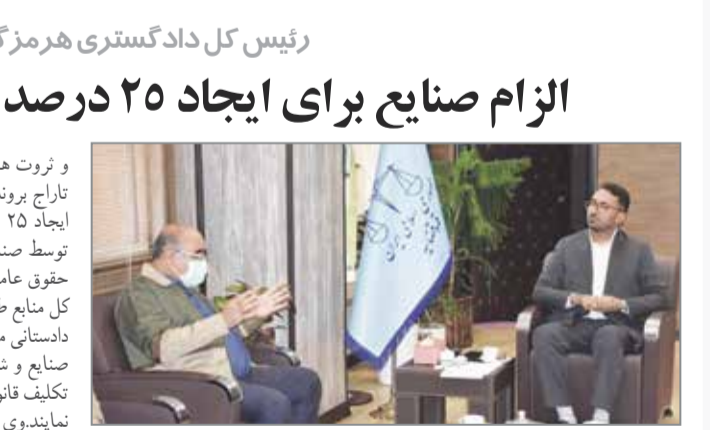 رئیس کل دادگستری هرمزگ
الزام صنایع برای ایجاد ۲۵ درصد
و ثروت ه
تاراج بروند
ایجاد ۲۵
توسط صن
حقوق عام
کل منابع ط
دادستانی م
صنایع و ش
تکلیف قانو
نمایند.وی